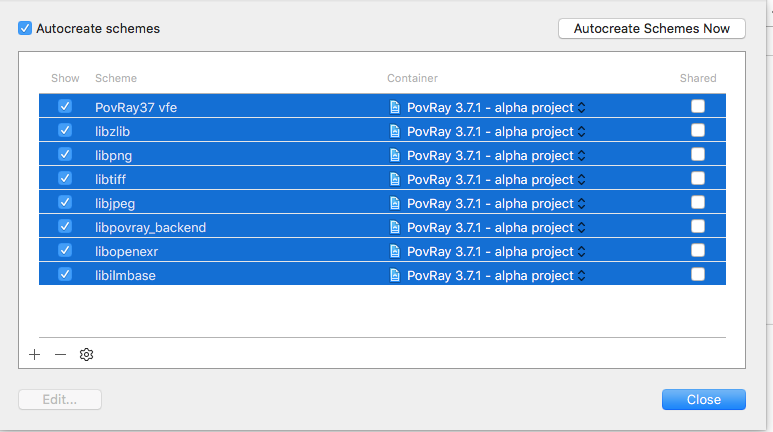 Autocreate schemes
Autocreate Schemes Now
Show Scheme Container Shared
PovRay37 vfe PovRay 3.7.1 - alpha project
libzlib PovRay 3.7.1 - alpha project
libpng PovRay 3.7.1 - alpha project
libtiff PovRay 3.7.1 - alpha project
libjpeg PovRay 3.7.1 - alpha project
libpovray_backend PovRay 3.7.1 - alpha project
libopenexr PovRay 3.7.1 - alpha project
libilmbase PovRay 3.7.1 - alpha project
Edit...
Close